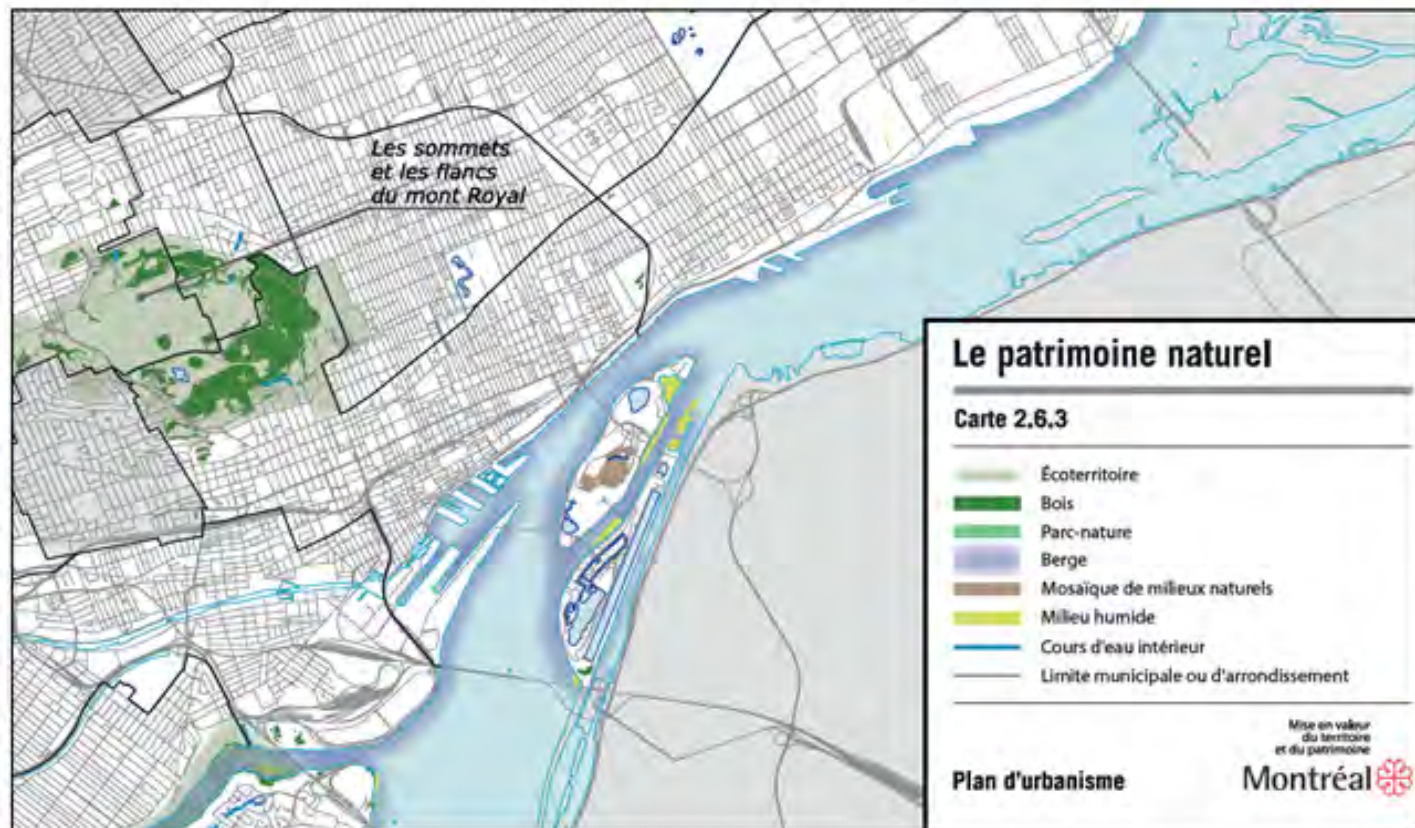 Les sommets
et les flancs
du mont Royal
Le patrimoine naturel
Carte 2.6.3
Écoterritoire
Bois
Parc-nature
Berge
Mosaïque de milieux naturels
Milieu humide
Cours d'eau intérieur
Limite municipale ou d'arrondissement
Mise en valeur
du territoire
et du patrimoine
Plan d'urbanisme
Montréal